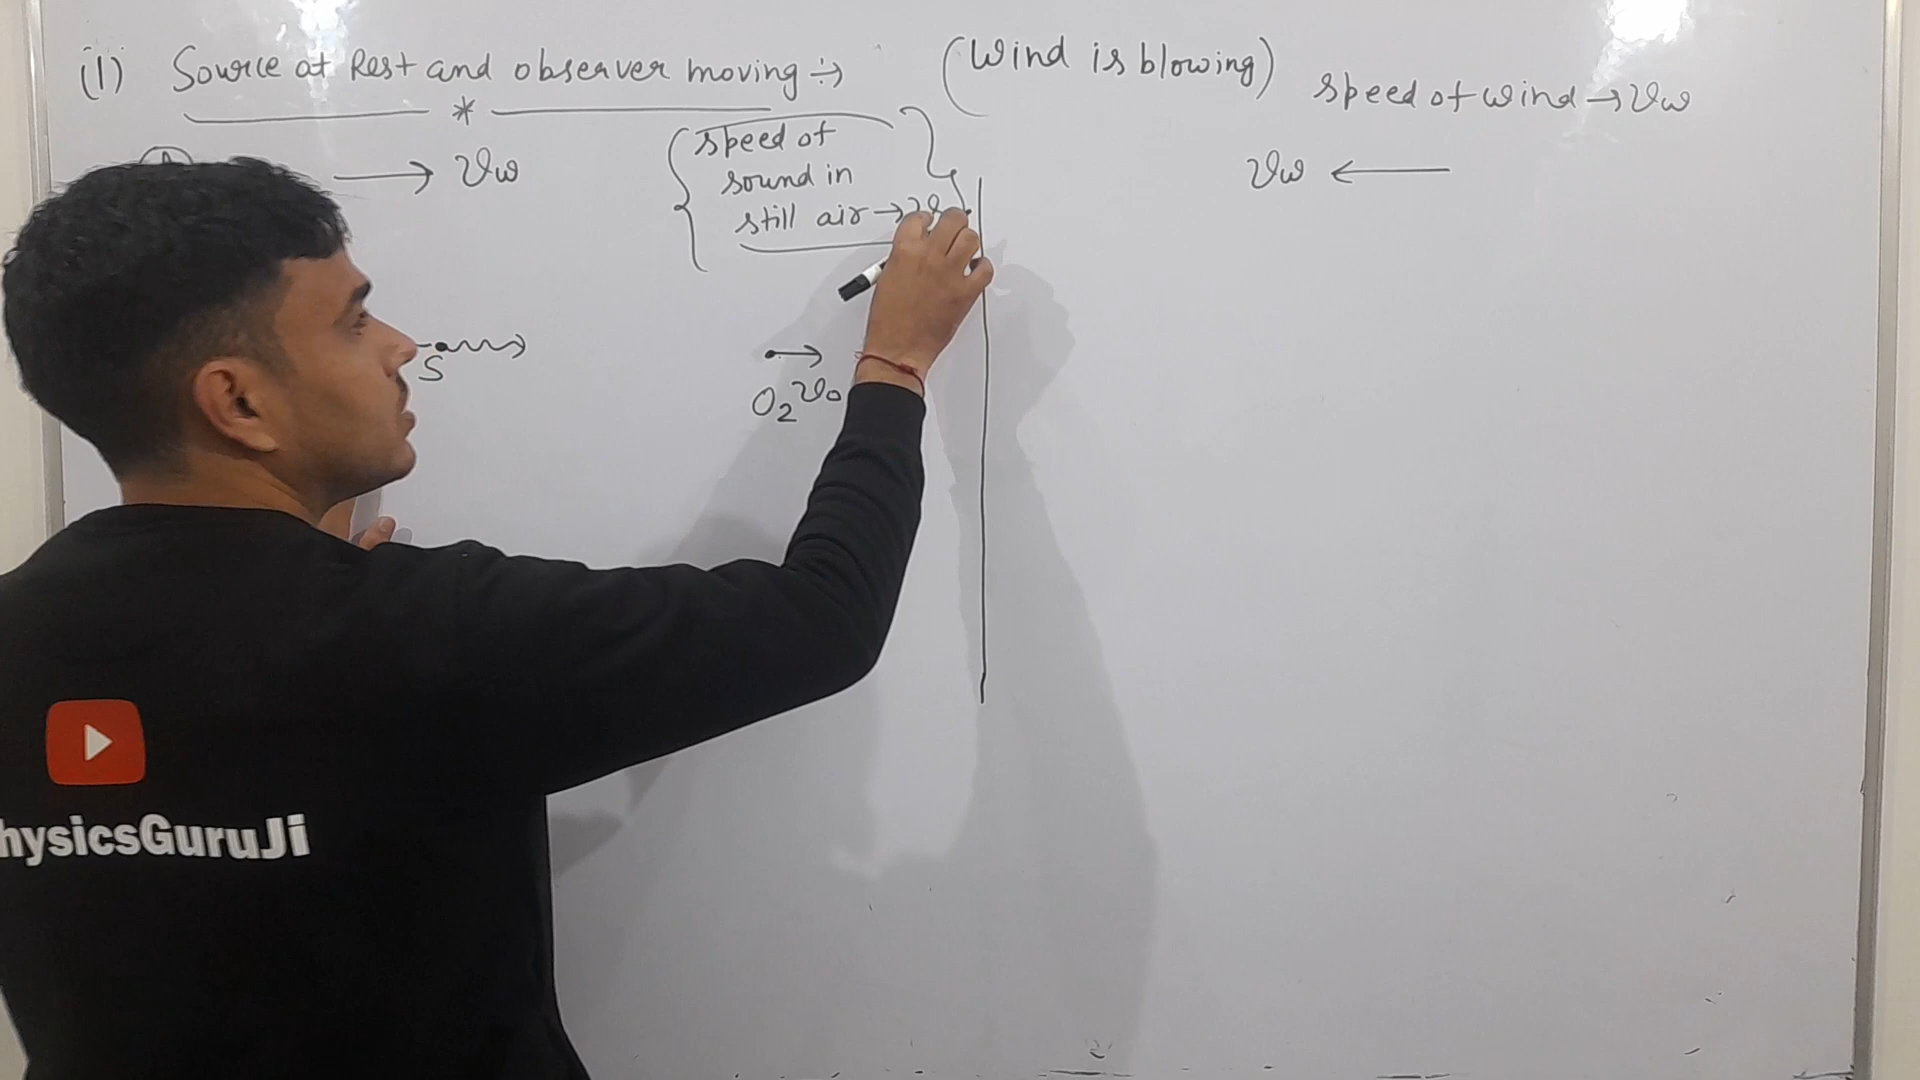 (1) Source at Rest and observer moving :→ (Wind is blowing)
speed of wind → Vw
→ Vw
{speed of
sound in
still air → V}
Vw ←
S
O2 Vo
hysicsGuruJi